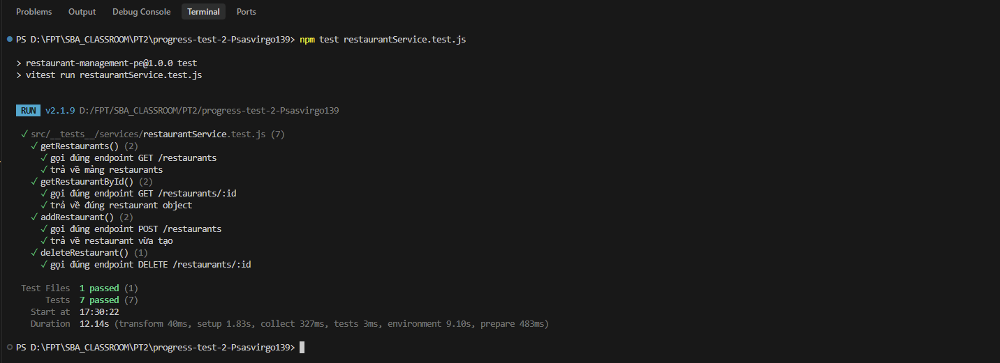 Problems Output Debug Console Terminal Ports
PS D:\FPT\SBA_CLASSROOM\PT2\progress-test-2-Psasvirgo139> npm test restaurantService.test.js
> restaurant-management-pe@1.0.0 test
> vitest run restaurantService.test.js
RUN v2.1.9 D:/FPT/SBA_CLASSROOM/PT2/progress-test-2-Psasvirgo139
✓ src/__tests__/services/restaurantService.test.js (7)
✓ getRestaurants() (2)
✓ gọi đúng endpoint GET /restaurants
✓ trả về mảng restaurants
✓ getRestaurantById() (2)
✓ gọi đúng endpoint GET /restaurants/:id
✓ trả về đúng restaurant object
✓ addRestaurant() (2)
✓ gọi đúng endpoint POST /restaurants
✓ trả về restaurant vừa tạo
✓ deleteRestaurant() (1)
✓ gọi đúng endpoint DELETE /restaurants/:id
Test Files 1 passed (1)
Tests 7 passed (7)
Start at 17:30:22
Duration 12.14s (transform 40ms, setup 1.83s, collect 327ms, tests 3ms, environment 9.10s, prepare 483ms)
PS D:\FPT\SBA_CLASSROOM\PT2\progress-test-2-Psasvirgo139>